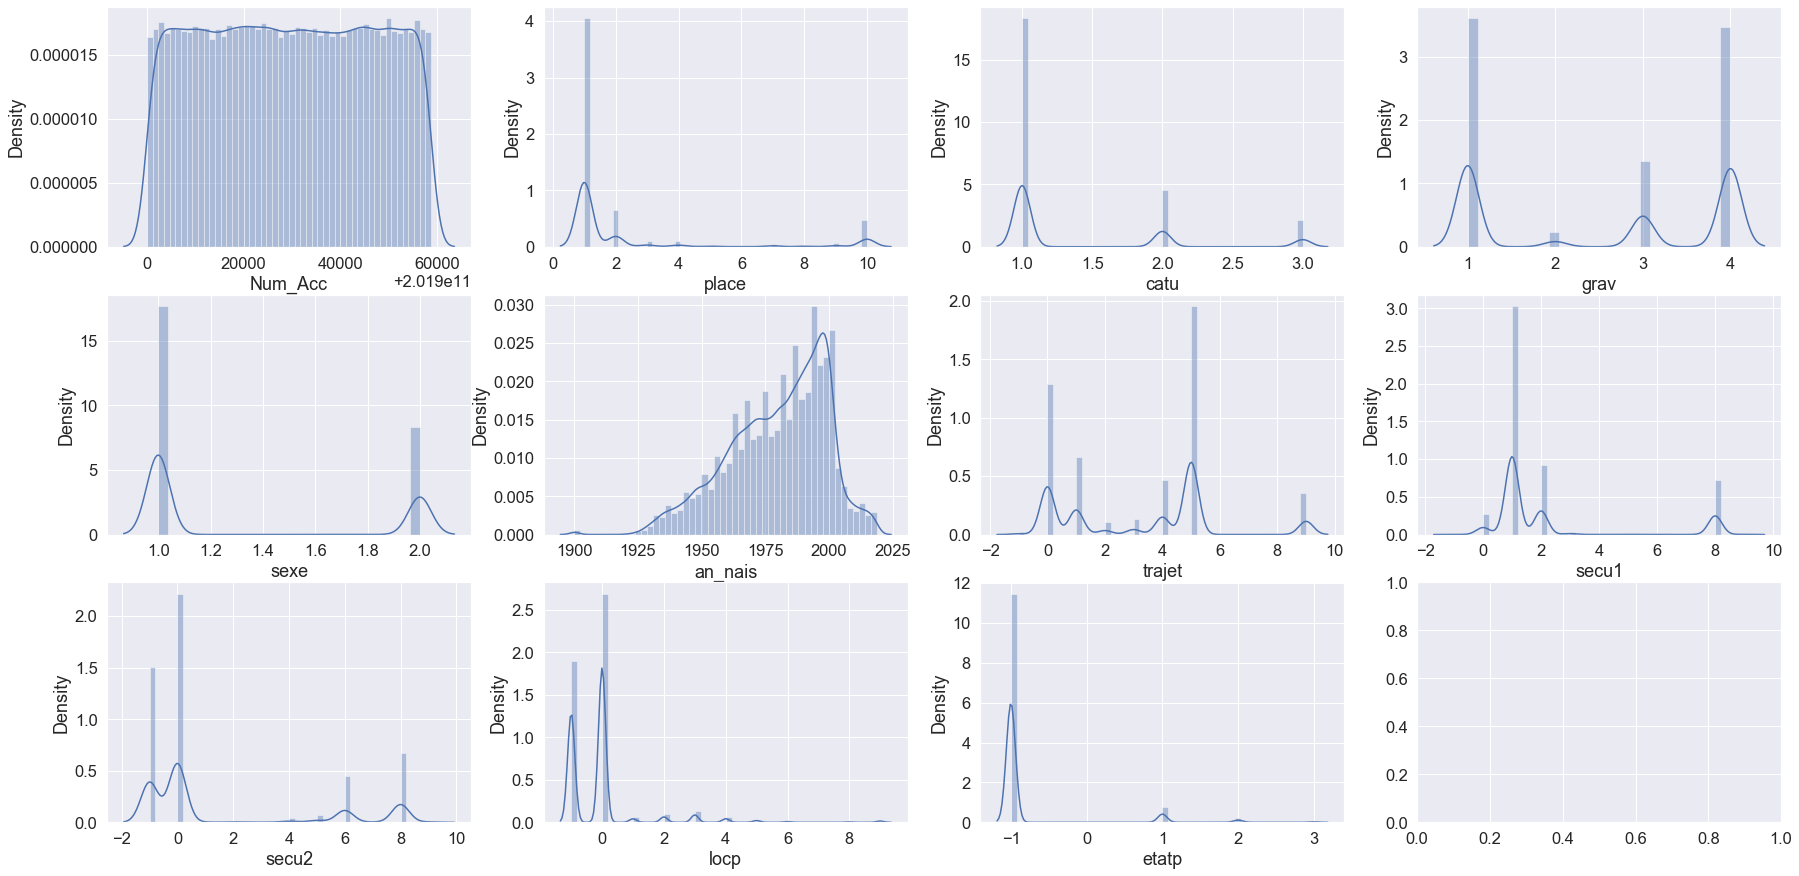 Density
0.000015
0.000010
0.000005
0.000000
0 20000 40000 60000
+2.019e11
Num_Acc
Density
4
3
2
1
0
0 2 4 6 8 10
place
Density
15
10
5
0
1.0 1.5 2.0 2.5 3.0
catu
Density
3
2
1
0
1 2 3 4
grav
Density
15
10
5
0
1.0 1.2 1.4 1.6 1.8 2.0
sexe
Density
0.030
0.025
0.020
0.015
0.010
0.005
0.000
1900 1925 1950 1975 2000 2025
an_nais
Density
2.0
1.5
1.0
0.5
0.0
−2 0 2 4 6 8 10
trajet
Density
3.0
2.5
2.0
1.5
1.0
0.5
0.0
−2 0 2 4 6 8 10
secu1
Density
2.0
1.5
1.0
0.5
0.0
−2 0 2 4 6 8 10
secu2
Density
2.5
2.0
1.5
1.0
0.5
0.0
0 2 4 6 8
locp
Density
12
10
8
6
4
2
0
−1 0 1 2 3
etatp
1.0
0.8
0.6
0.4
0.2
0.0
0.0 0.2 0.4 0.6 0.8 1.0